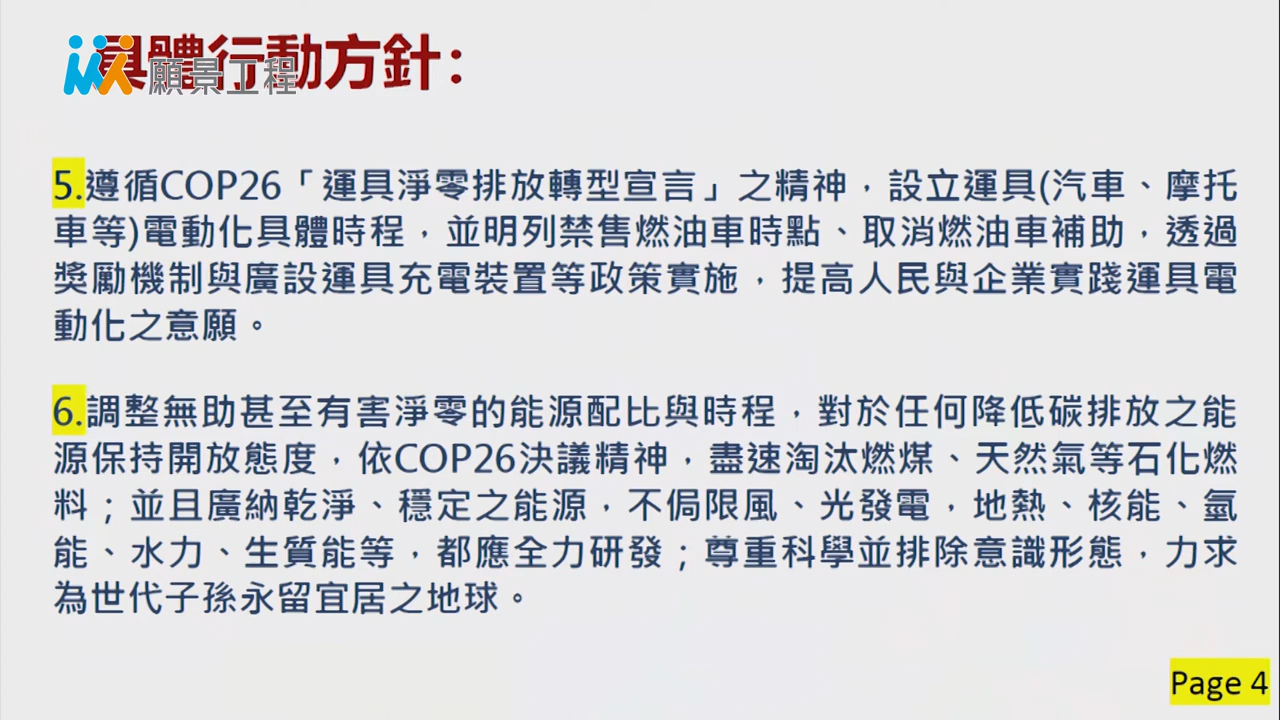 具體行動方針：
願景工程
5.遵循COP26「運具淨零排放轉型宣言」之精神，設立運具(汽車、摩托
車等)電動化具體時程，並明列禁售燃油車時點、取消燃油車補助，透過
獎勵機制與廣設運具充電裝置等政策實施，提高人民與企業實踐運具電
動化之意願。
6.調整無助甚至有害淨零的能源配比與時程，對於任何降低碳排放之能
源保持開放態度，依COP26決議精神，盡速淘汰燃煤、天然氣等石化燃
料；並且廣納乾淨、穩定之能源，不侷限風、光發電，地熱、核能、氫
能、水力、生質能等，都應全力研發；尊重科學並排除意識形態，力求
為世代子孫永留宜居之地球。
Page 4